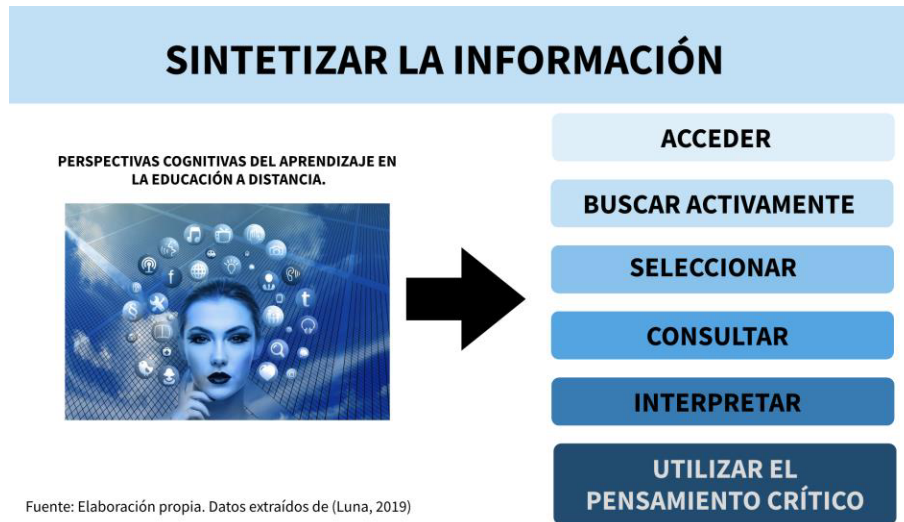 SINTETIZAR LA INFORMACIÓN
PERSPECTIVAS COGNITIVAS DEL APRENDIZAJE EN
LA EDUCACIÓN A DISTANCIA.
ACCEDER
BUSCAR ACTIVAMENTE
SELECCIONAR
CONSULTAR
INTERPRETAR
UTILIZAR EL
PENSAMIENTO CRÍTICO
Fuente: Elaboración propia. Datos extraídos de (Luna, 2019)